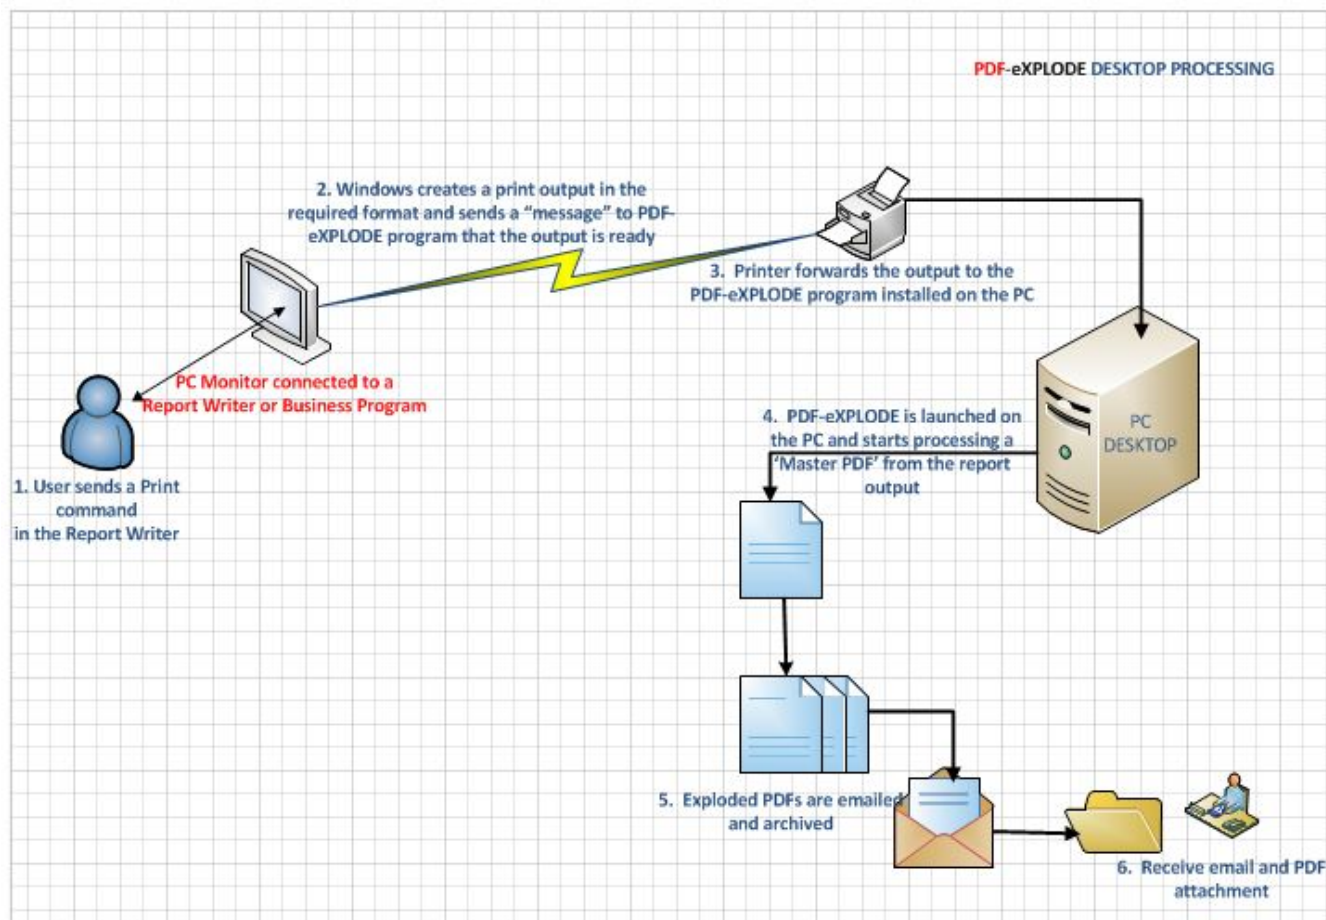 PDF-eXPLODE DESKTOP PROCESSING
2. Windows creates a print output in the
required format and sends a “message” to PDF-
eXPLODE program that the output is ready
3. Printer forwards the output to the
PDF-eXPLODE program installed on the PC
PC Monitor connected to a
Report Writer or Business Program
1. User sends a Print
command
in the Report Writer
4. PDF-eXPLODE is launched on
the PC and starts processing a
‘Master PDF’ from the report
output
PC
DESKTOP
5. Exploded PDFs are emailed
and archived
6. Receive email and PDF
attachment